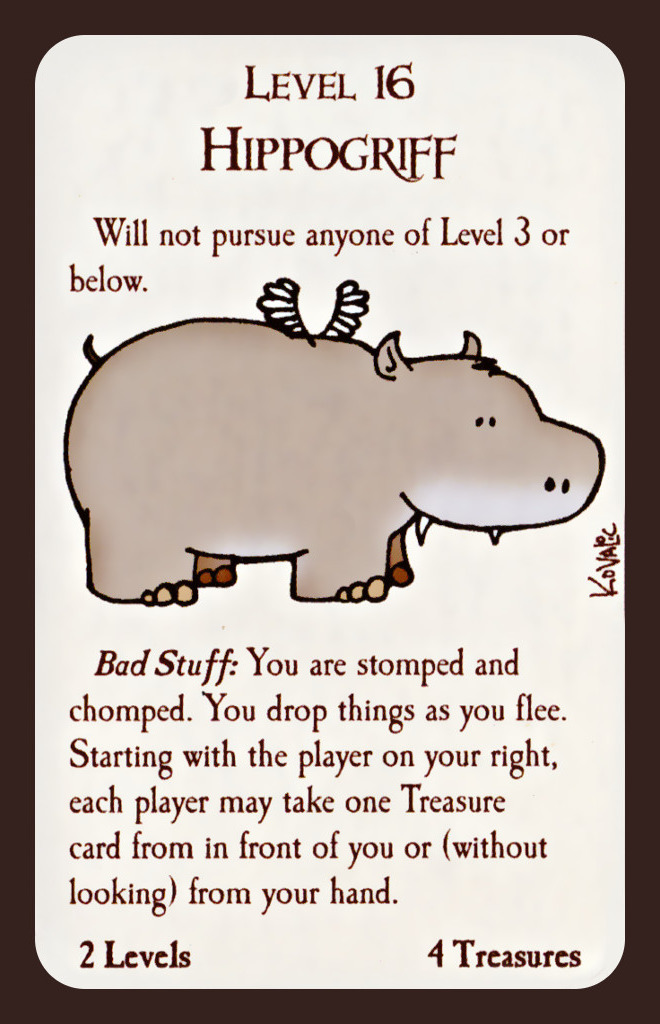 Level 16
Hippogriff
Will not pursue anyone of Level 3 or
below.
Kovalic
Bad Stuff: You are stomped and
chomped. You drop things as you flee.
Starting with the player on your right,
each player may take one Treasure
card from in front of you or (without
looking) from your hand.
2 Levels 4 Treasures